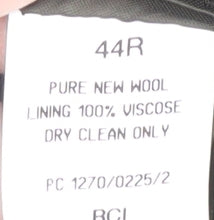 44R
PURE NEW WOOL
LINING 100% VISCOSE
DRY CLEAN ONLY
PC 1270/0225/2